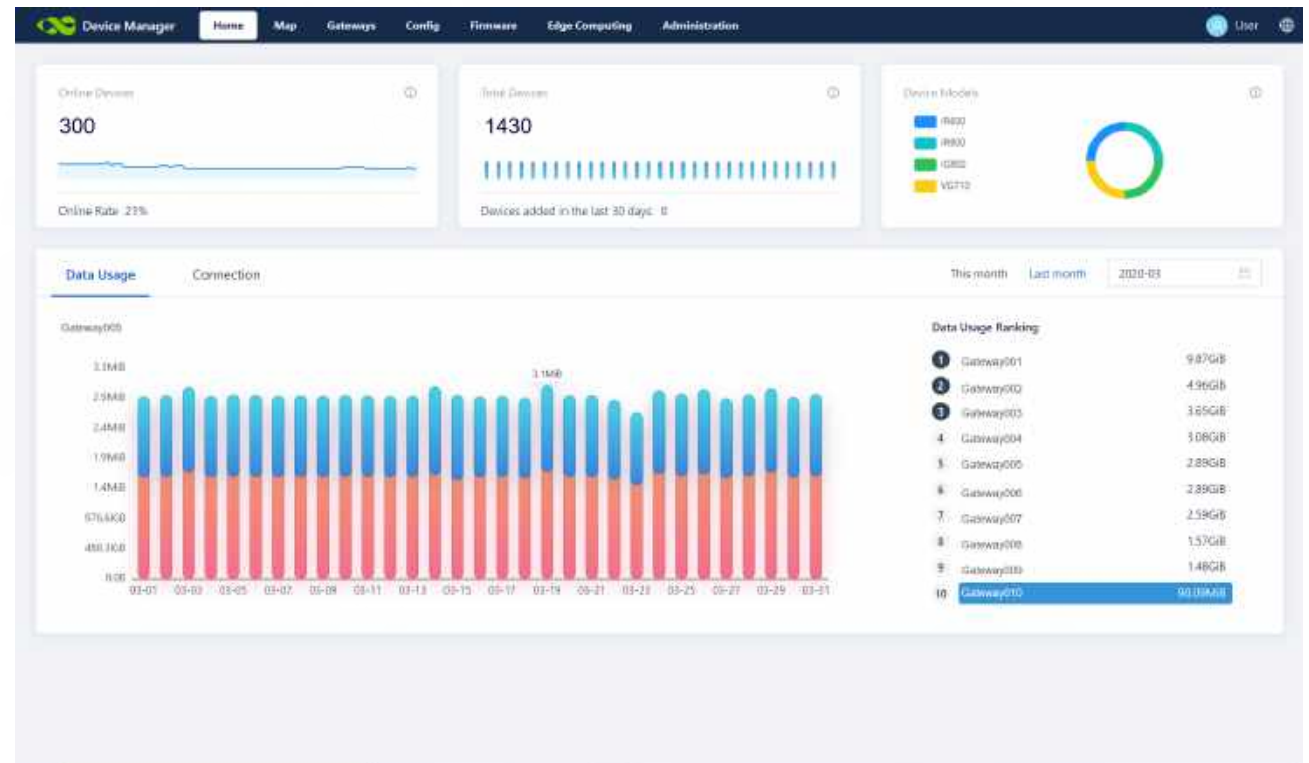 Device Manager Home Map Gateways Config Firmware Edge Computing Administration User
Online Devices
300
Online Rate 21%
Total Devices
1430
Devices added in the last 30 days: 0
Device Models
VG710
Data Usage Connection This month Last month 2020-03
3.1MiB
2.4MiB
1.9MiB
1.4MiB
0.00
3.1MiB
03-01 03-03 03-05 03-07 03-09 03-11 03-13 03-15 03-17 03-19 03-21 03-23 03-25 03-27 03-29 03-31
Data Usage Ranking
1 Gateway001 9.87GiB
2 Gateway002 4.96GiB
3 Gateway003 3.65GiB
4 Gateway004 3.08GiB
5 Gateway005 2.89GiB
6 Gateway006 2.89GiB
7 Gateway007 2.59GiB
8 Gateway008 1.57GiB
9 Gateway009 1.48GiB
10 Gateway010